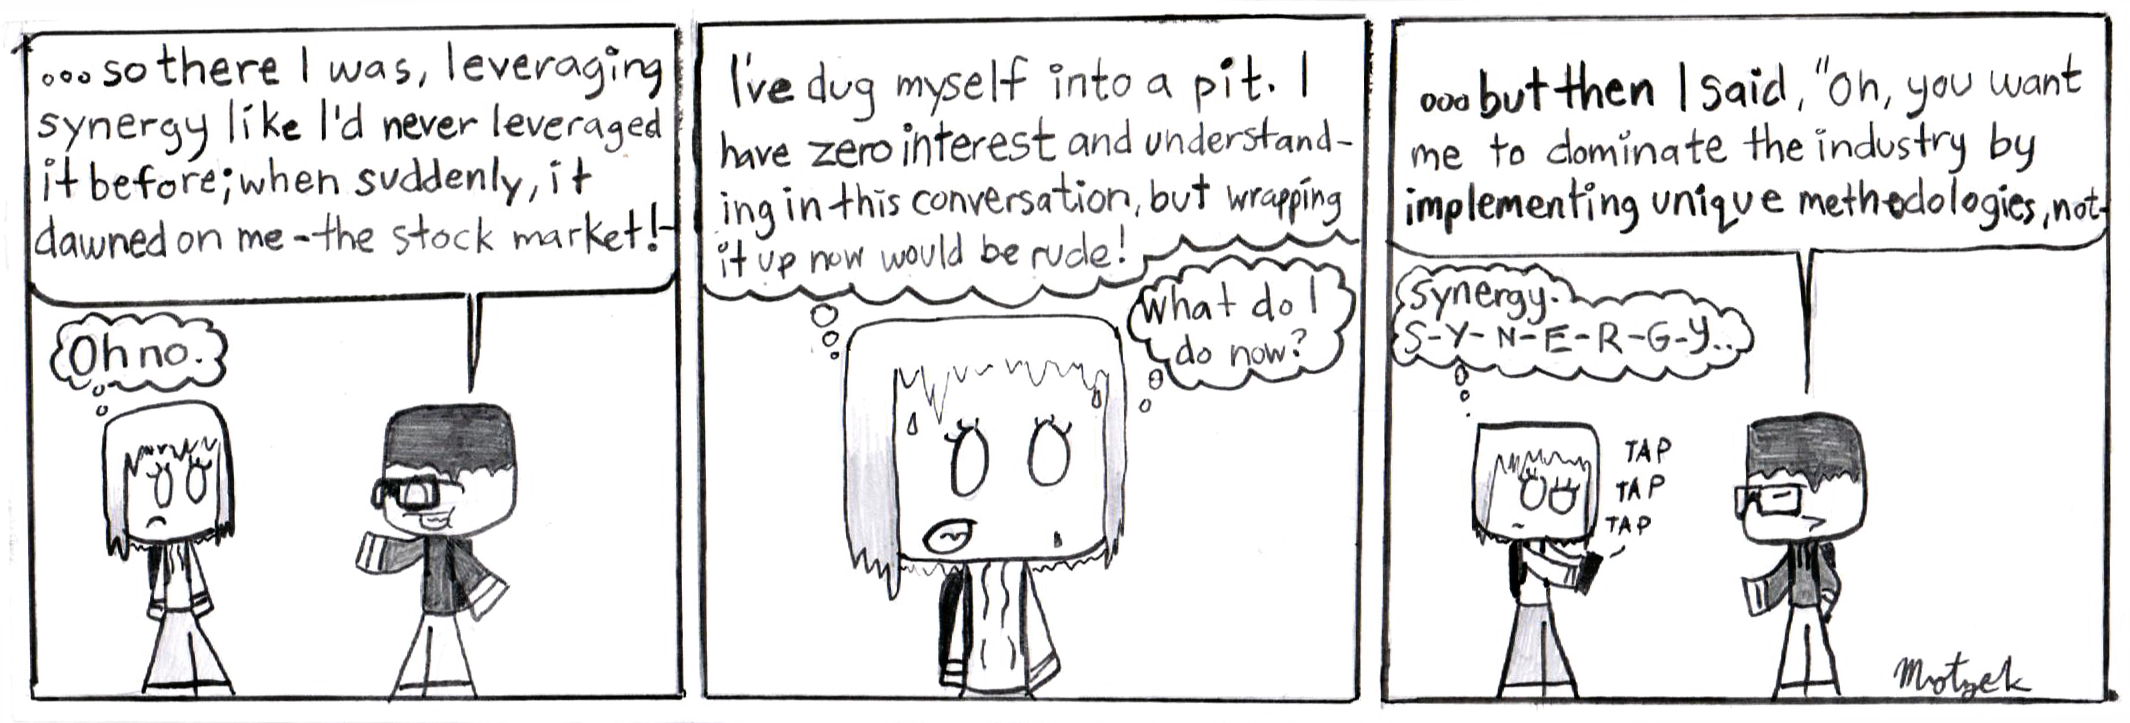 ...so there I was, leveraging
synergy like I'd never leveraged
it before; when suddenly, it
dawned on me - the stock market!-
Oh no.
I've dug myself into a pit. I
have zero interest and understand-
ing in this conversation, but wrapping
it up now would be rude!
What do I
do now?
...but then I said, "Oh, you want
me to dominate the industry by
implementing unique methodologies, not-
Synergy.
S-Y-N-E-R-G-Y..
TAP
TAP
TAP
Motzek